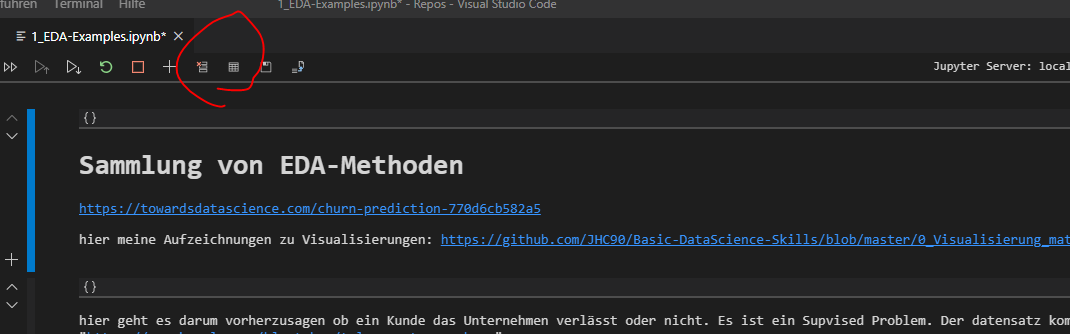 führen Terminal Hilfe 1_EDA-Examples.ipynb* - Repos - Visual Studio Code
1_EDA-Examples.ipynb*
Jupyter Server: local
{}
Sammlung von EDA-Methoden
https://towardsdatascience.com/churn-prediction-770d6cb582a5
hier meine Aufzeichnungen zu Visualisierungen: https://github.com/JHC90/Basic-DataScience-Skills/blob/master/0_Visualisierung_mat
{}
hier geht es darum vorherzusagen ob ein Kunde das Unternehmen verlässt oder nicht. Es ist ein Supvised Problem. Der datensatz kom